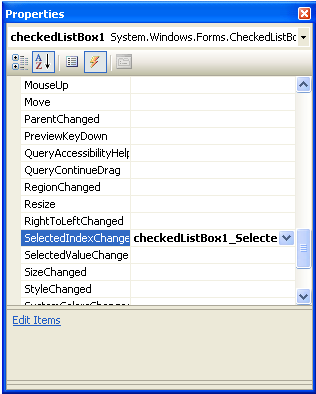 Properties
checkedListBox1 System.Windows.Forms.CheckedListBo
MouseUp
Move
ParentChanged
PreviewKeyDown
QueryAccessibilityHelp
QueryContinueDrag
RegionChanged
Resize
RightToLeftChanged
SelectedIndexChange checkedListBox1_Selecte
SelectedValueChange
SizeChanged
StyleChanged
SystemColorsChanged
Edit Items